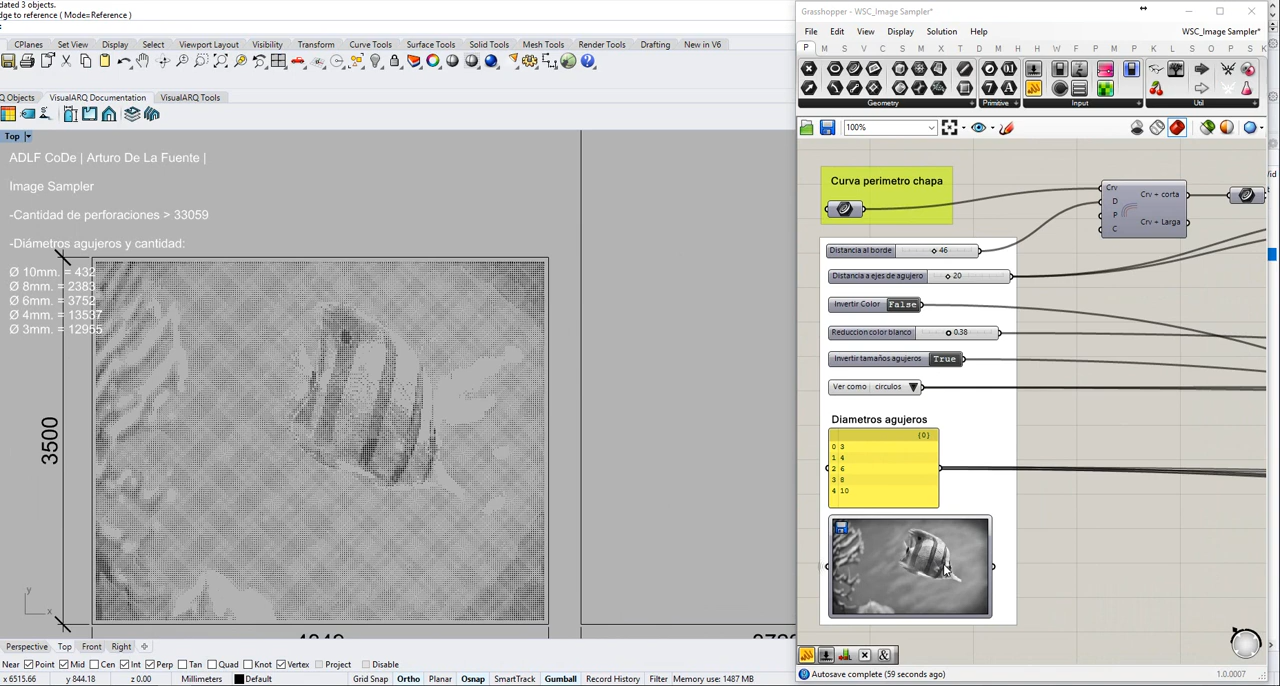 dated 3 objects.
dge to reference ( Mode=Reference )
CPlanes Set View Display Select Viewport Layout Visibility Transform Curve Tools Surface Tools Solid Tools Mesh Tools Render Tools Drafting New in V6
Q Objects VisualARQ Documentation VisualARQ Tools
Top
ADLF CoDe | Arturo De La Fuente |
Image Sampler
-Cantidad de perforaciones > 33059
-Diámetros agujeros y cantidad:
Ø 10mm. = 432
Ø 8mm. = 2383
Ø 6mm. = 3752
Ø 4mm. = 13537
Ø 3mm. = 12955
3500
y
x
Perspective Top Front Right
Near Point Mid Cen Int Perp Tan Quad Knot Vertex Project Disable
x 6515.66 y 844.18 z 0.00 Millimeters Default Grid Snap Ortho Planar Osnap SmartTrack Gumball Record History Filter Memory use: 1487 MB
Grasshopper - WSC_Image Sampler*
File Edit View Display Solution Help WSC_Image Sampler*
P M S V C S M I T D W H H W H M M P M P K L S O P S K
Geometry Primitive Input Util
100%
Curva perimetro chapa
Crv
D
P
C
Crv + corta
Crv + Larga
Distancia al borde 46
Distancia a ejes de agujero 20
Invertir Color False
Reduccion color blanco 0.38
Invertir tamaños agujeros True
Ver como circulos
Diametros agujeros
{0}
0 3
1 4
2 6
3 8
4 10
Autosave complete (59 seconds ago) 1.0.0007